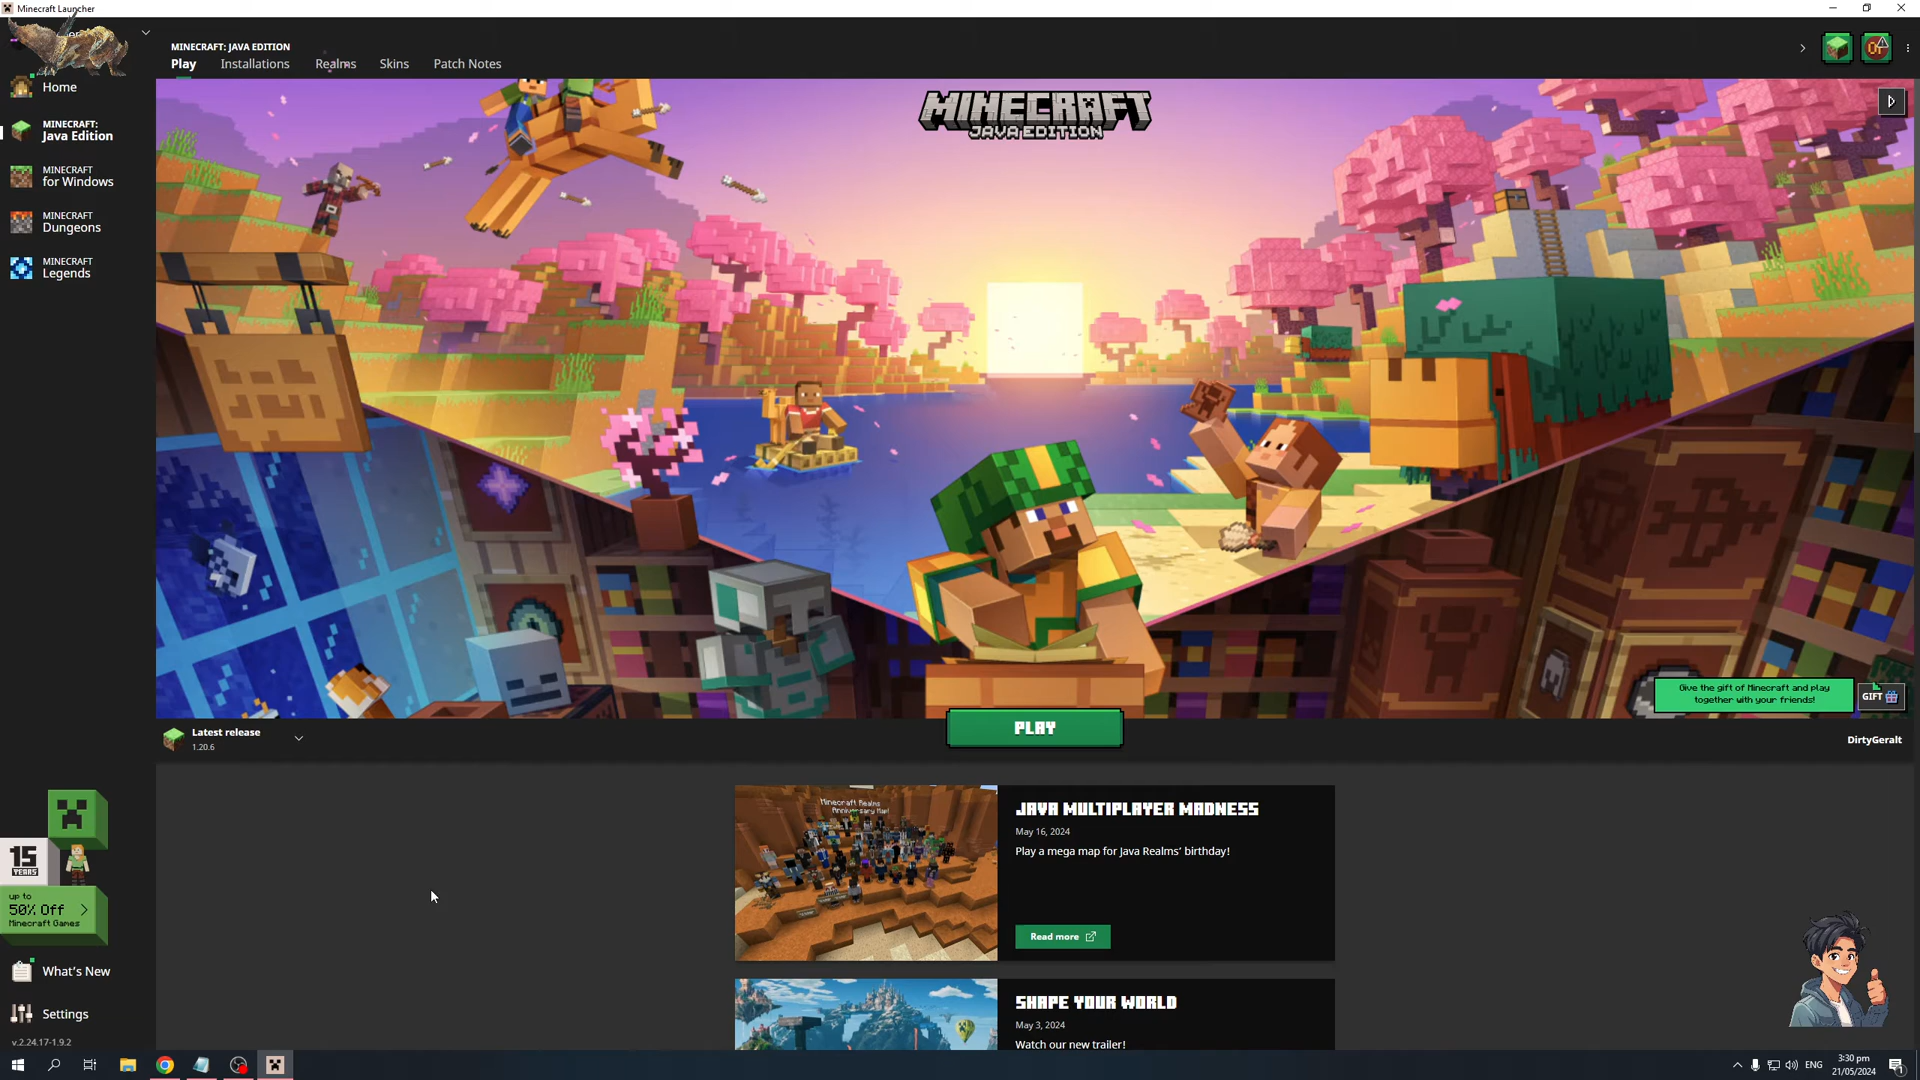 Minecraft Launcher
MINECRAFT: JAVA EDITION
Play
Installations
Realms
Skins
Patch Notes
Home
MINECRAFT:
Java Edition
MINECRAFT
for Windows
MINECRAFT
Dungeons
MINECRAFT
Legends
MINECRAFT
JAVA EDITION
Give the gift of Minecraft and play
together with your friends!
GIFT
Latest release
1.20.6
PLAY
DirtyGeralt
Minecraft Realms
Anniversary Map!
JAVA MULTIPLAYER MADNESS
May 16, 2024
Play a mega map for Java Realms' birthday!
Read more
SHAPE YOUR WORLD
May 3, 2024
Watch our new trailer!
15
YEARS
up to
50% Off
Minecraft Games
What's New
Settings
v.2.24.17-1.9.2
ENG
3:30 pm
21/05/2024